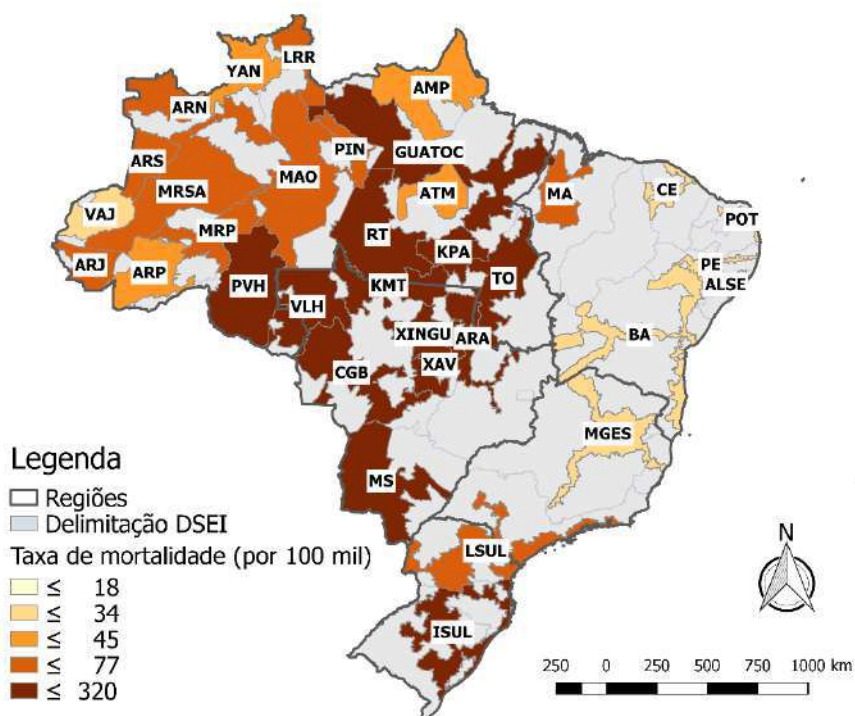 LRR
YAN
AMP
ARN
PIN
GUATOC
ARS
MAO
MA
CE
MRSA
ATM
VAJ
POT
MRP
RT
KPA
PE
ARJ
ARP
TO
ALSE
PVH
KMT
VLH
XINGU
ARA
BA
CGB
XAV
MGES
MS
LSUL
ISUL
Legenda
Regiões
Delimitação DSEI
Taxa de mortalidade (por 100 mil)
≤ 18
≤ 34
≤ 45
≤ 77
≤ 320
N
250 0 250 500 750 1000 km